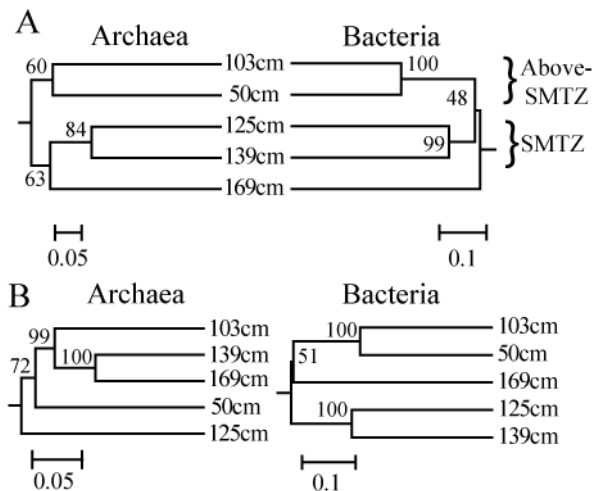 A
Archaea Bacteria
60 103cm 100 Above-
50cm 48 SMTZ
84 125cm
99 SMTZ
139cm
63 169cm
0.05 0.1
B
Archaea Bacteria
99 103cm 100 103cm
72 100 139cm 51 50cm
169cm 169cm
50cm 100 125cm
125cm 139cm
0.05 0.1